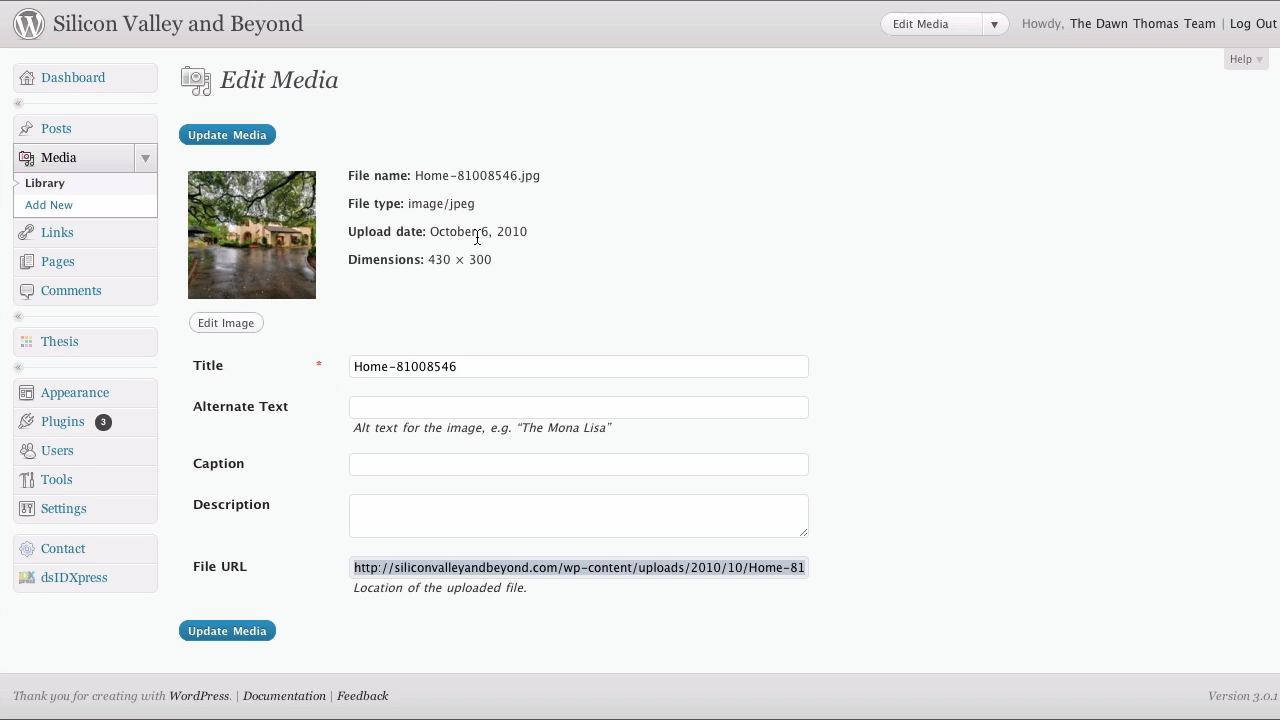 Silicon Valley and Beyond
Edit Media
Howdy, The Dawn Thomas Team | Log Out
Help
Dashboard
Posts
Media
Library
Add New
Links
Pages
Comments
Thesis
Appearance
Plugins 3
Users
Tools
Settings
Contact
dsIDXpress
Edit Media
Update Media
File name: Home-81008546.jpg
File type: image/jpeg
Upload date: October 6, 2010
Dimensions: 430 × 300
Edit Image
Title * Home-81008546
Alternate Text
Alt text for the image, e.g. “The Mona Lisa”
Caption
Description
File URL http://siliconvalleyandbeyond.com/wp-content/uploads/2010/10/Home-81
Location of the uploaded file.
Update Media
Thank you for creating with WordPress. | Documentation | Feedback
Version 3.0.1